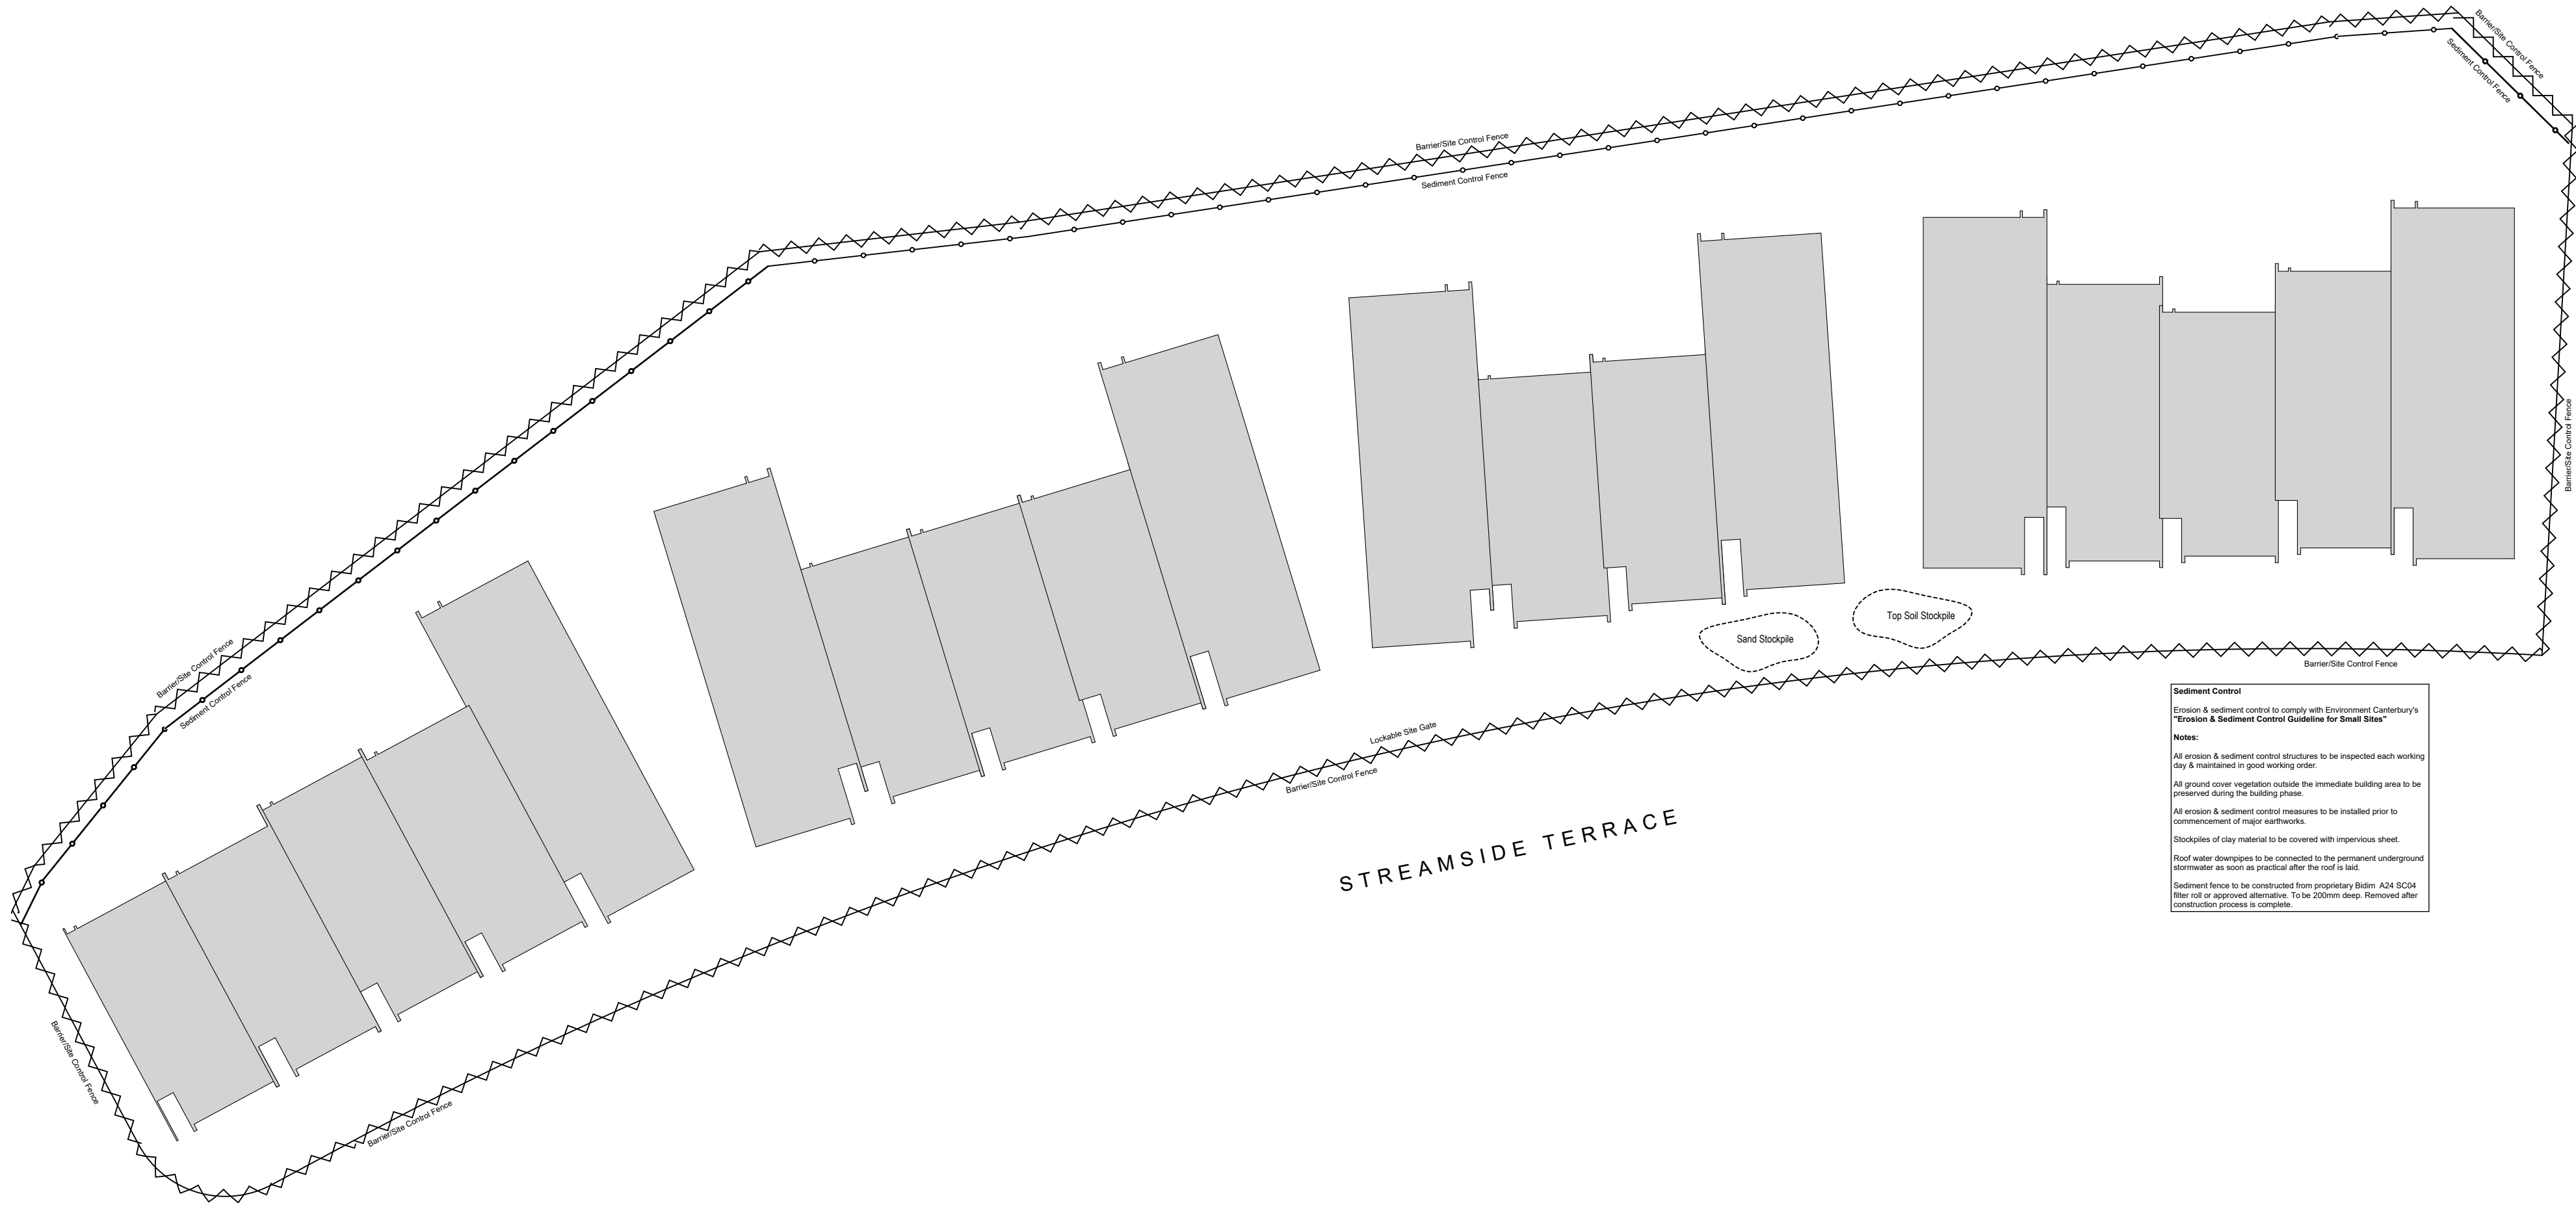 Barrier/Site Control Fence
Sediment Control Fence
Barrier/Site Control Fence
Sediment Control Fence
Barrier/Site Control Fence
Barrier/Site Control Fence
Sediment Control Fence
Top Soil Stockpile
Sand Stockpile
Barrier/Site Control Fence
Lockable Site Gate
Barrier/Site Control Fence
STREAMSIDE TERRACE
Barrier/Site Control Fence
Barrier/Site Control Fence
Sediment Control
Erosion & sediment control to comply with Environment Canterbury's
"Erosion & Sediment Control Guideline for Small Sites"
Notes:
All erosion & sediment control structures to be inspected each working
day & maintained in good working order.
All ground cover vegetation outside the immediate building area to be
preserved during the building phase.
All erosion & sediment control measures to be installed prior to
commencement of major earthworks.
Stockpiles of clay material to be covered with impervious sheet.
Roof water downpipes to be connected to the permanent underground
stormwater as soon as practical after the roof is laid.
Sediment fence to be constructed from proprietary Bidim A24 SC04
filter roll or approved alternative. To be 200mm deep. Removed after
construction process is complete.